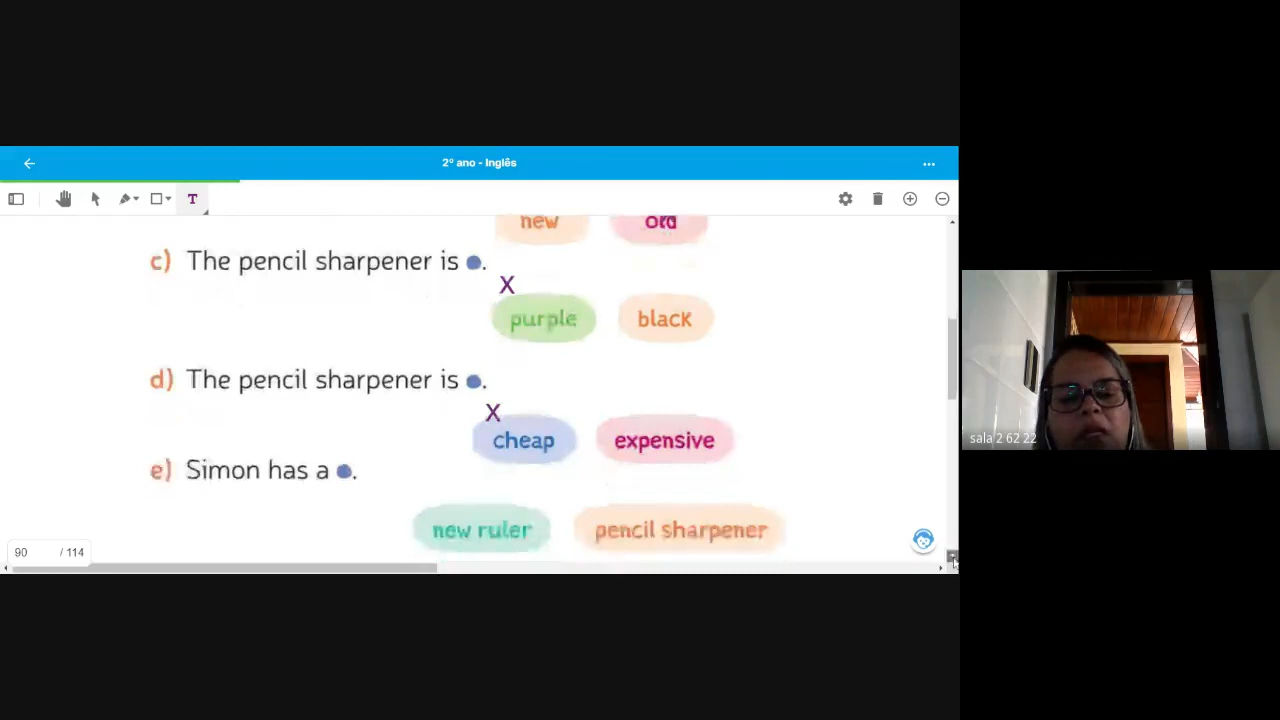 2º ano - Inglês
T
new old
c) The pencil sharpener is .
X
purple black
d) The pencil sharpener is .
X
cheap expensive
e) Simon has a .
new ruler pencil sharpener
90 / 114
sala 2 62 22